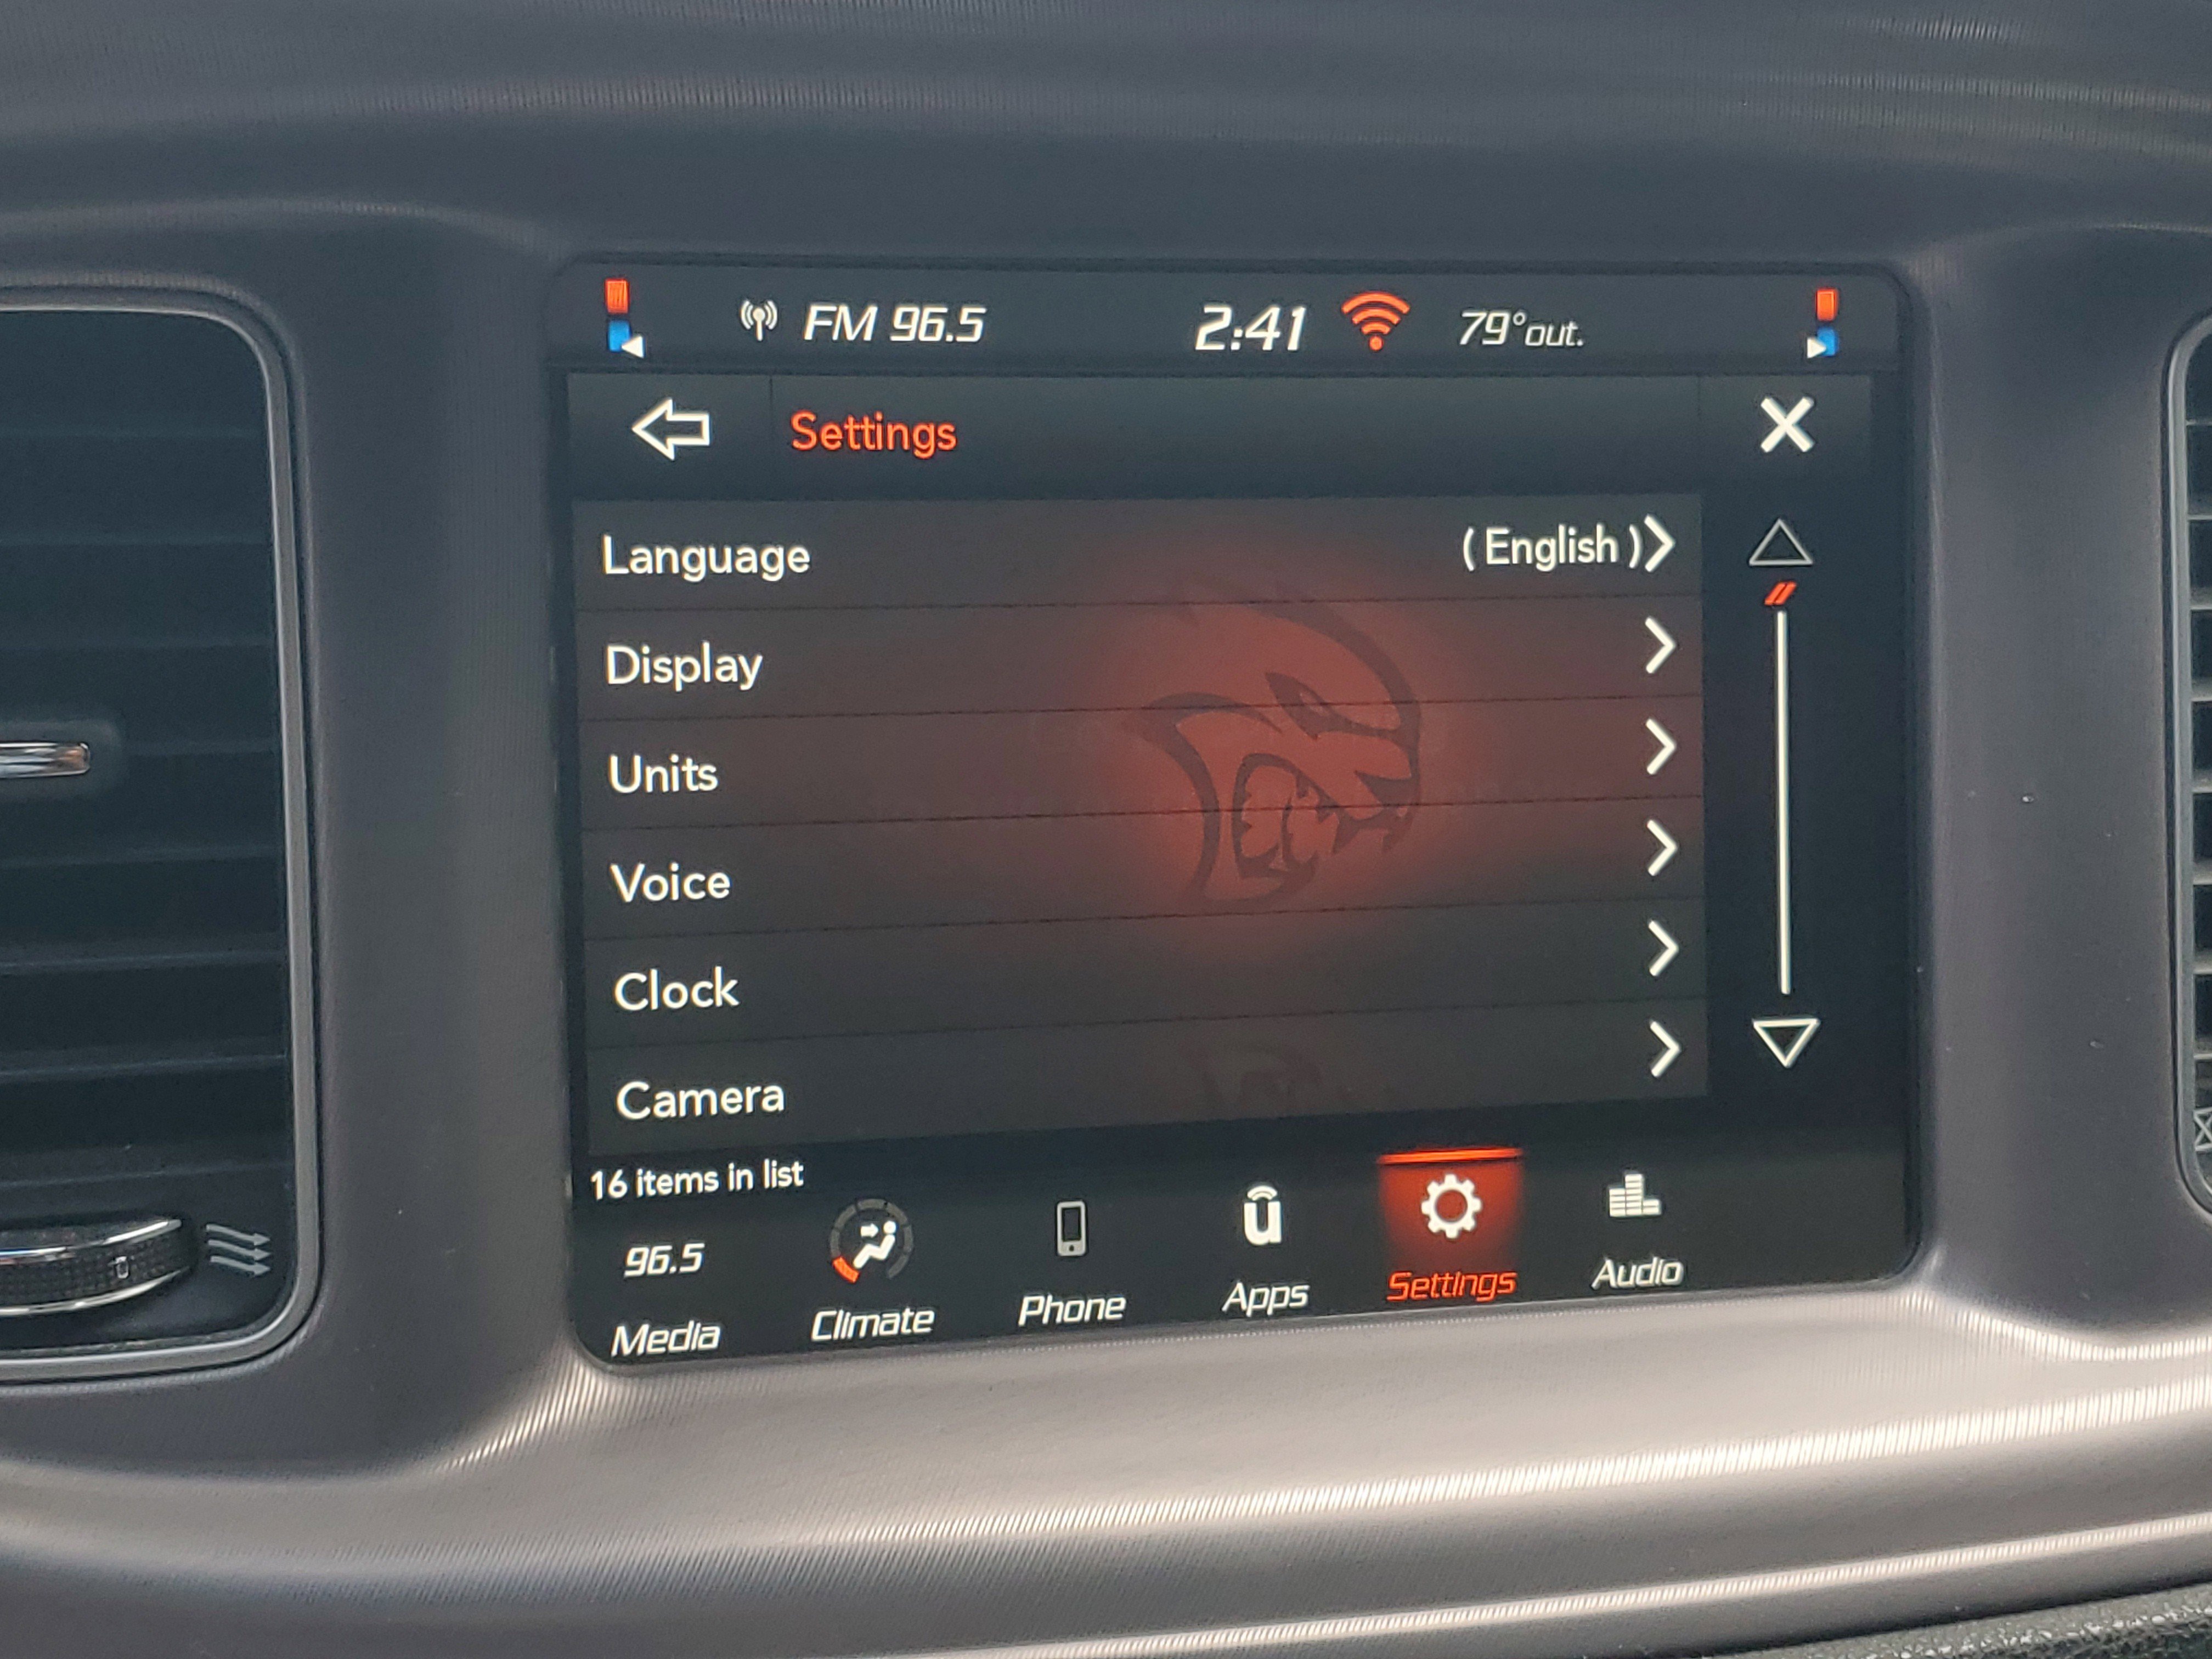 FM 96.5 2:41 79°out.
Settings
Language (English)
Display
Units
Voice
Clock
Camera
16 items in list
96.5
Media Climate Phone Apps Settings Audio